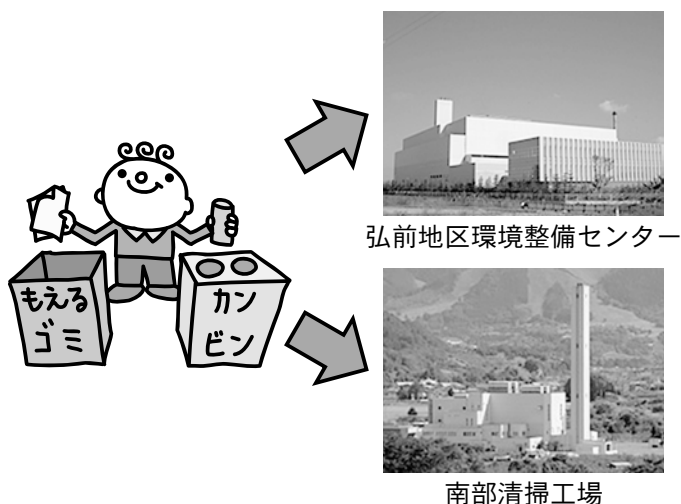 もえる
ゴミ
カン
ビン
弘前地区環境整備センター
南部清掃工場